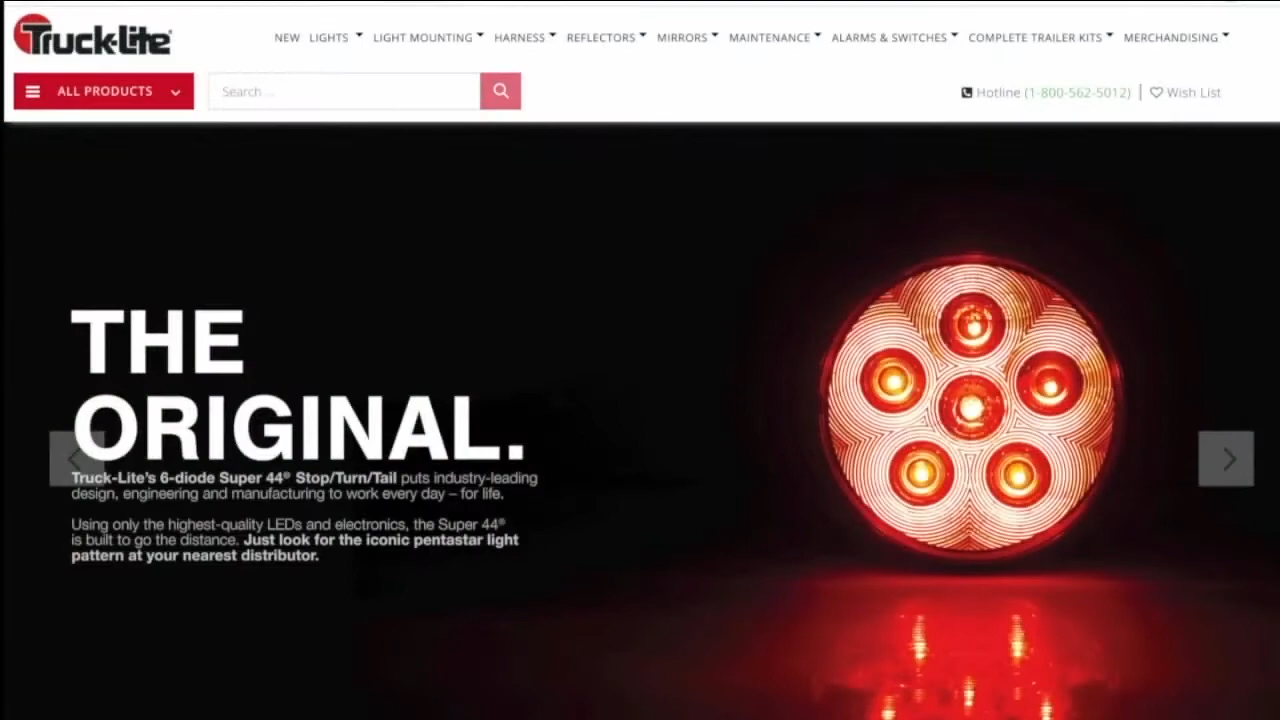 Truck-Lite
NEW LIGHTS LIGHT MOUNTING HARNESS REFLECTORS MIRRORS MAINTENANCE ALARMS & SWITCHES COMPLETE TRAILER KITS MERCHANDISING
ALL PRODUCTS
Search ...
Hotline (1-800-562-5012) | Wish List
THE
ORIGINAL.
Truck-Lite's 6-diode Super 44® Stop/Turn/Tail puts industry-leading
design, engineering and manufacturing to work every day – for life.
Using only the highest-quality LEDs and electronics, the Super 44®
is built to go the distance. Just look for the iconic pentastar light
pattern at your nearest distributor.